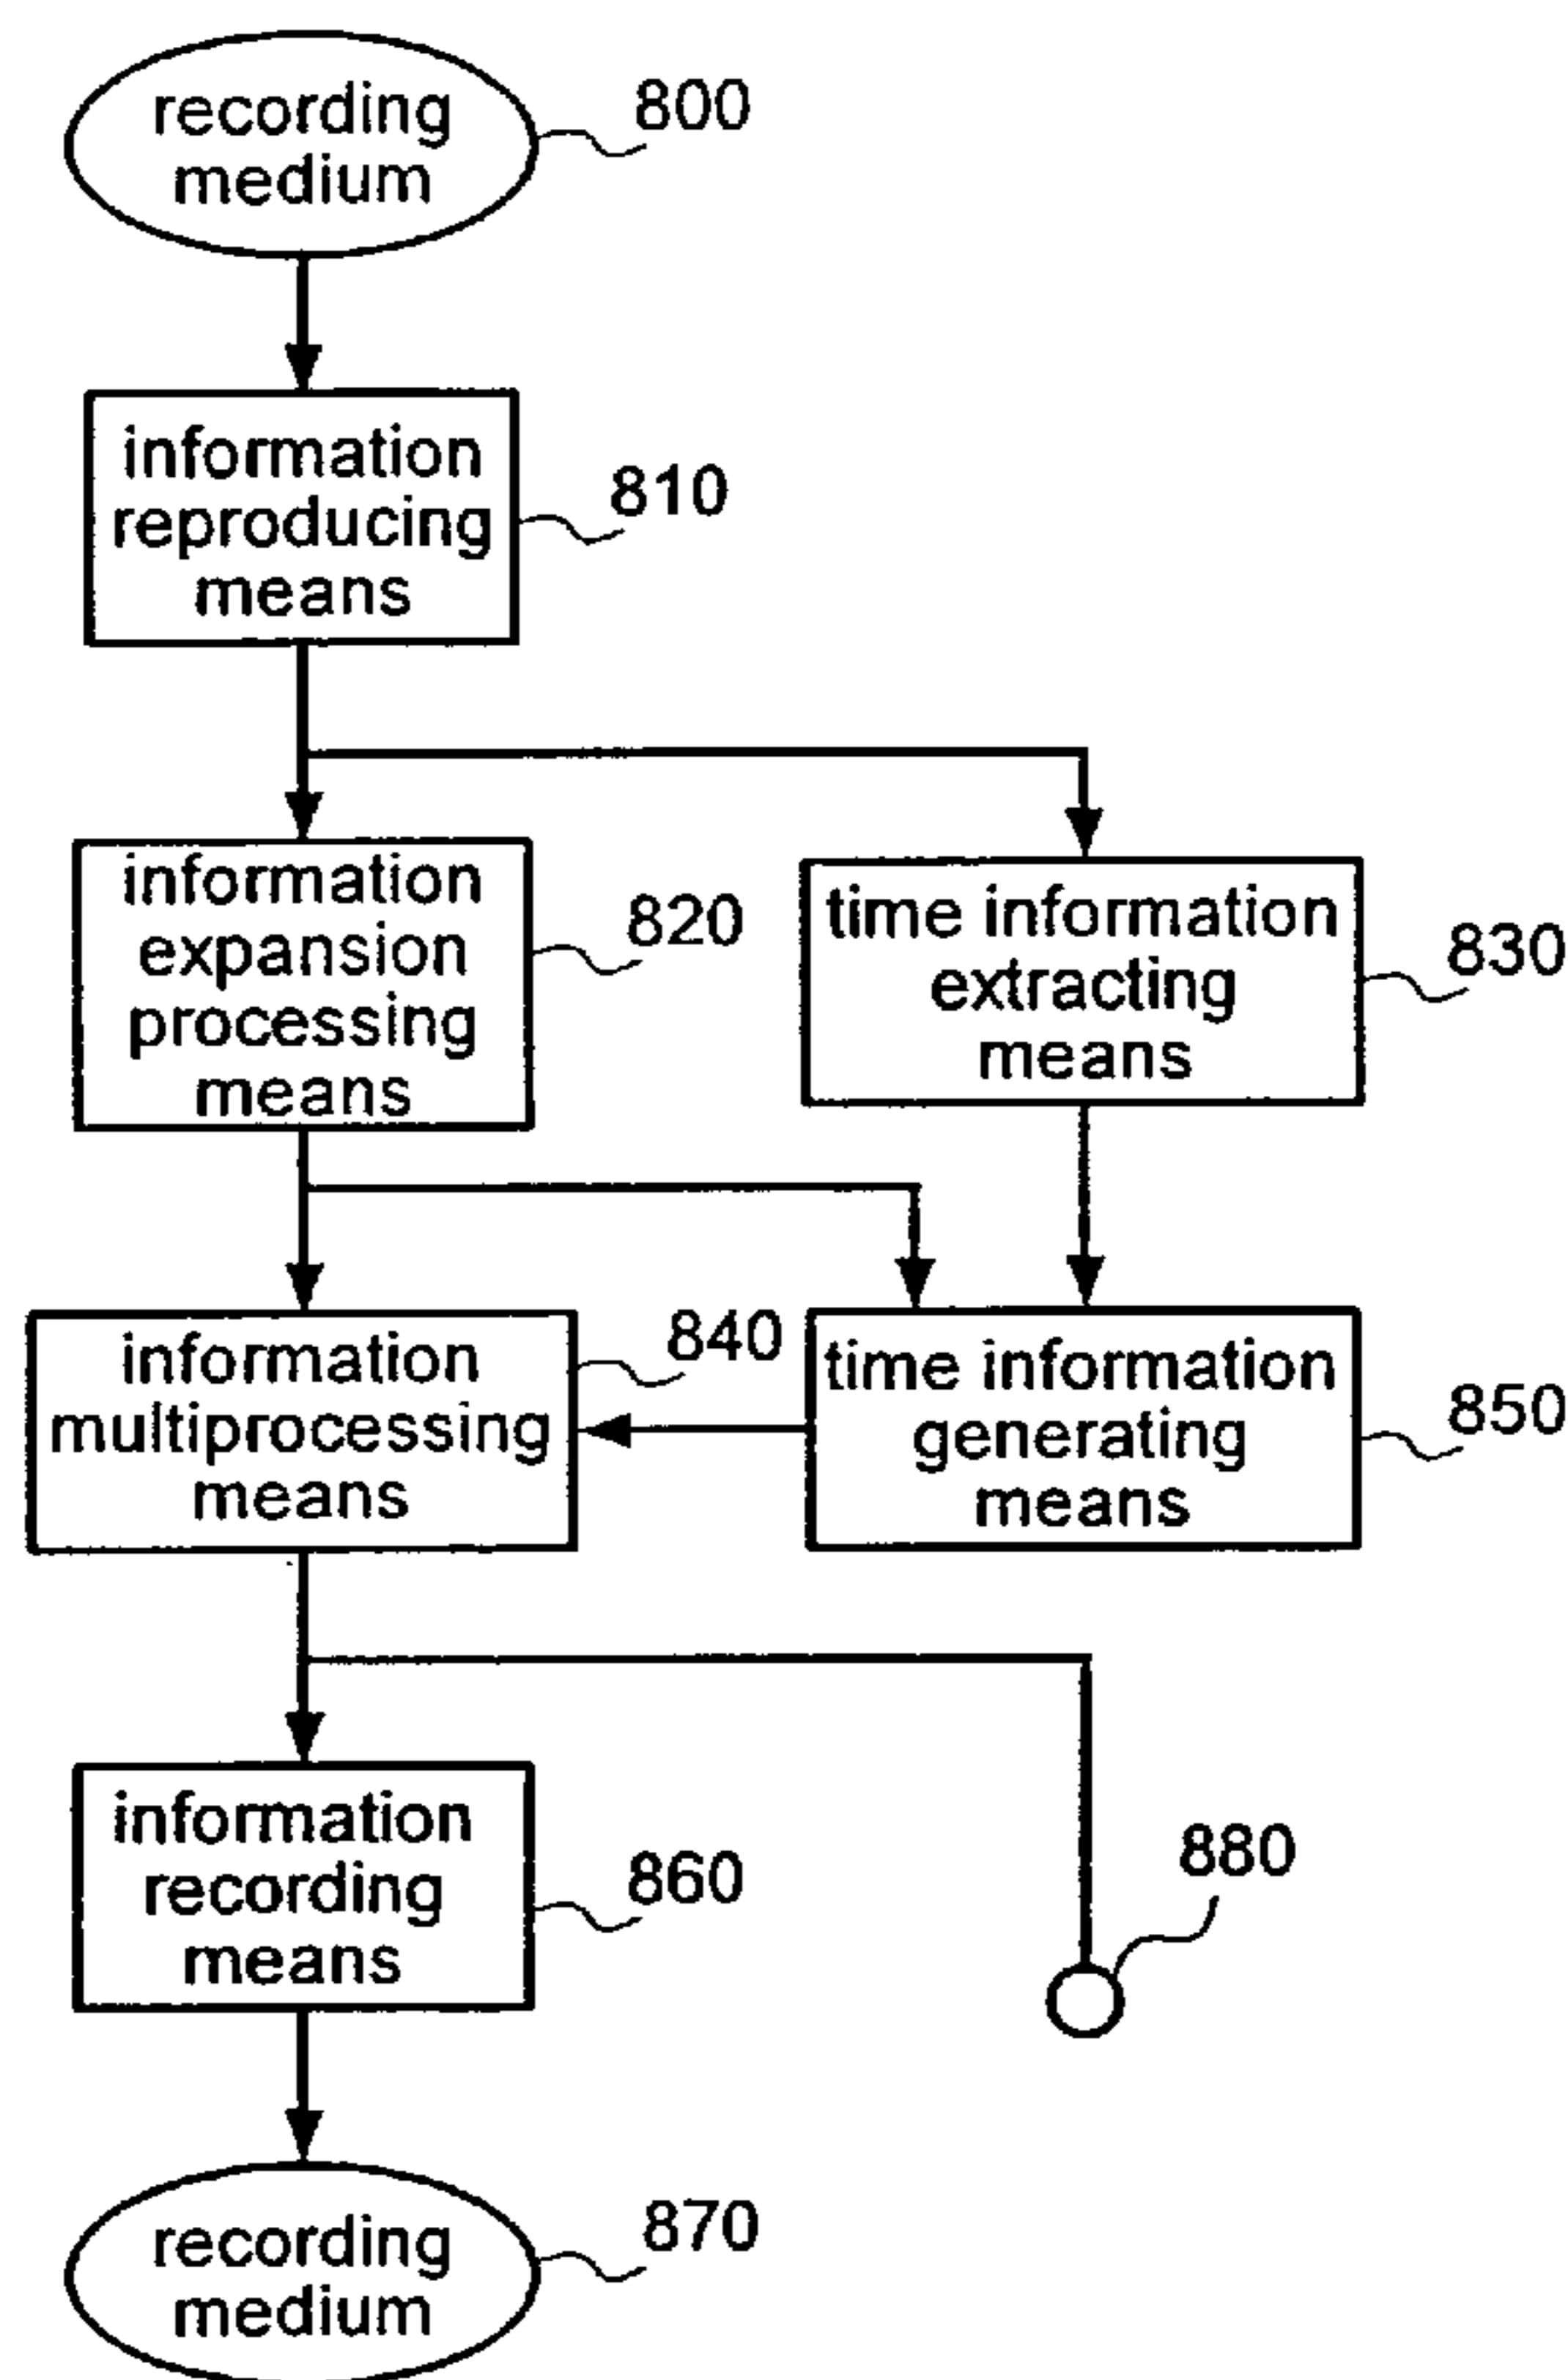 recording
medium
800
information
reproducing
means
810
information
expansion
processing
means
820
time information
extracting
means
830
information
multiprocessing
means
840
time information
generating
means
850
information
recording
means
860
880
recording
medium
870